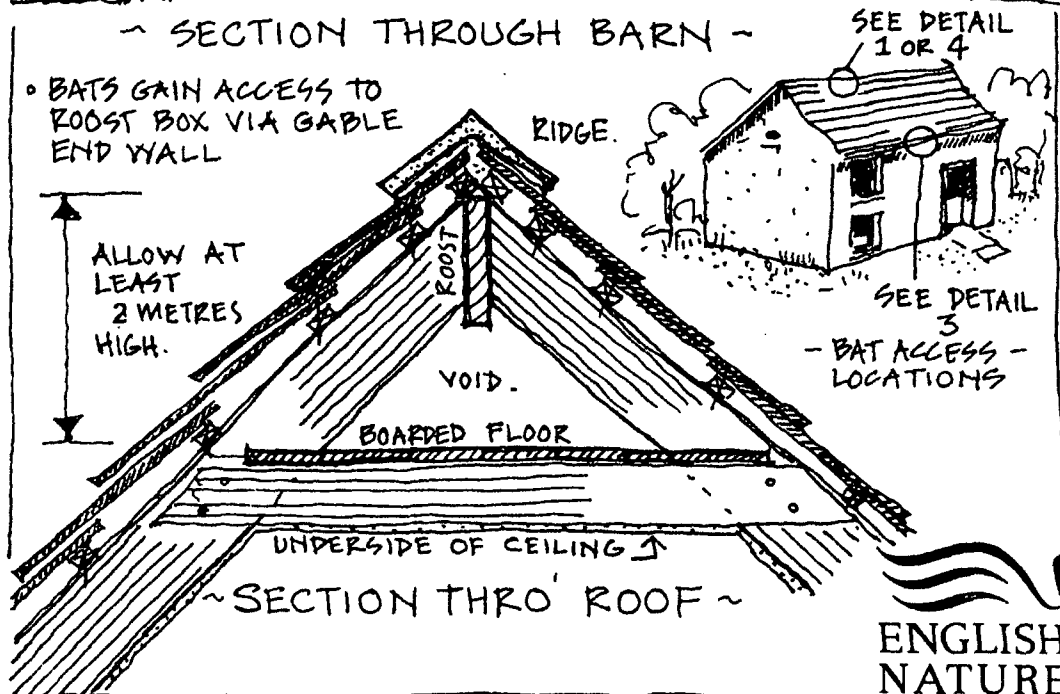 ~ SECTION THROUGH BARN ~
• BATS GAIN ACCESS TO
ROOST BOX VIA GABLE
END WALL
RIDGE.
SEE DETAIL
1 OR 4
ALLOW AT
LEAST
2 METRES
HIGH.
ROOST
SEE DETAIL
3
- BAT ACCESS -
LOCATIONS
VOID.
BOARDED FLOOR
UNDERSIDE OF CEILING
~SECTION THRO' ROOF ~
ENGLISH
NATURE